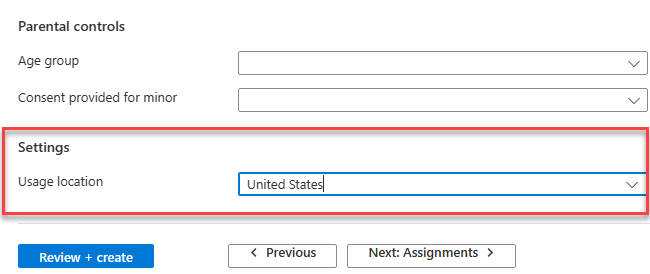 Parental controls
Age group
Consent provided for minor
Settings
Usage location United States
Review + create < Previous Next: Assignments >